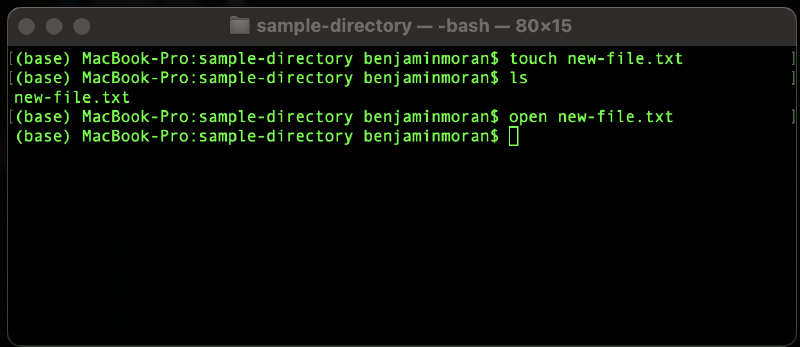 sample-directory — -bash — 80×15
[(base) MacBook-Pro:sample-directory benjaminmoran$ touch new-file.txt ]
[(base) MacBook-Pro:sample-directory benjaminmoran$ ls ]
new-file.txt
[(base) MacBook-Pro:sample-directory benjaminmoran$ open new-file.txt ]
(base) MacBook-Pro:sample-directory benjaminmoran$